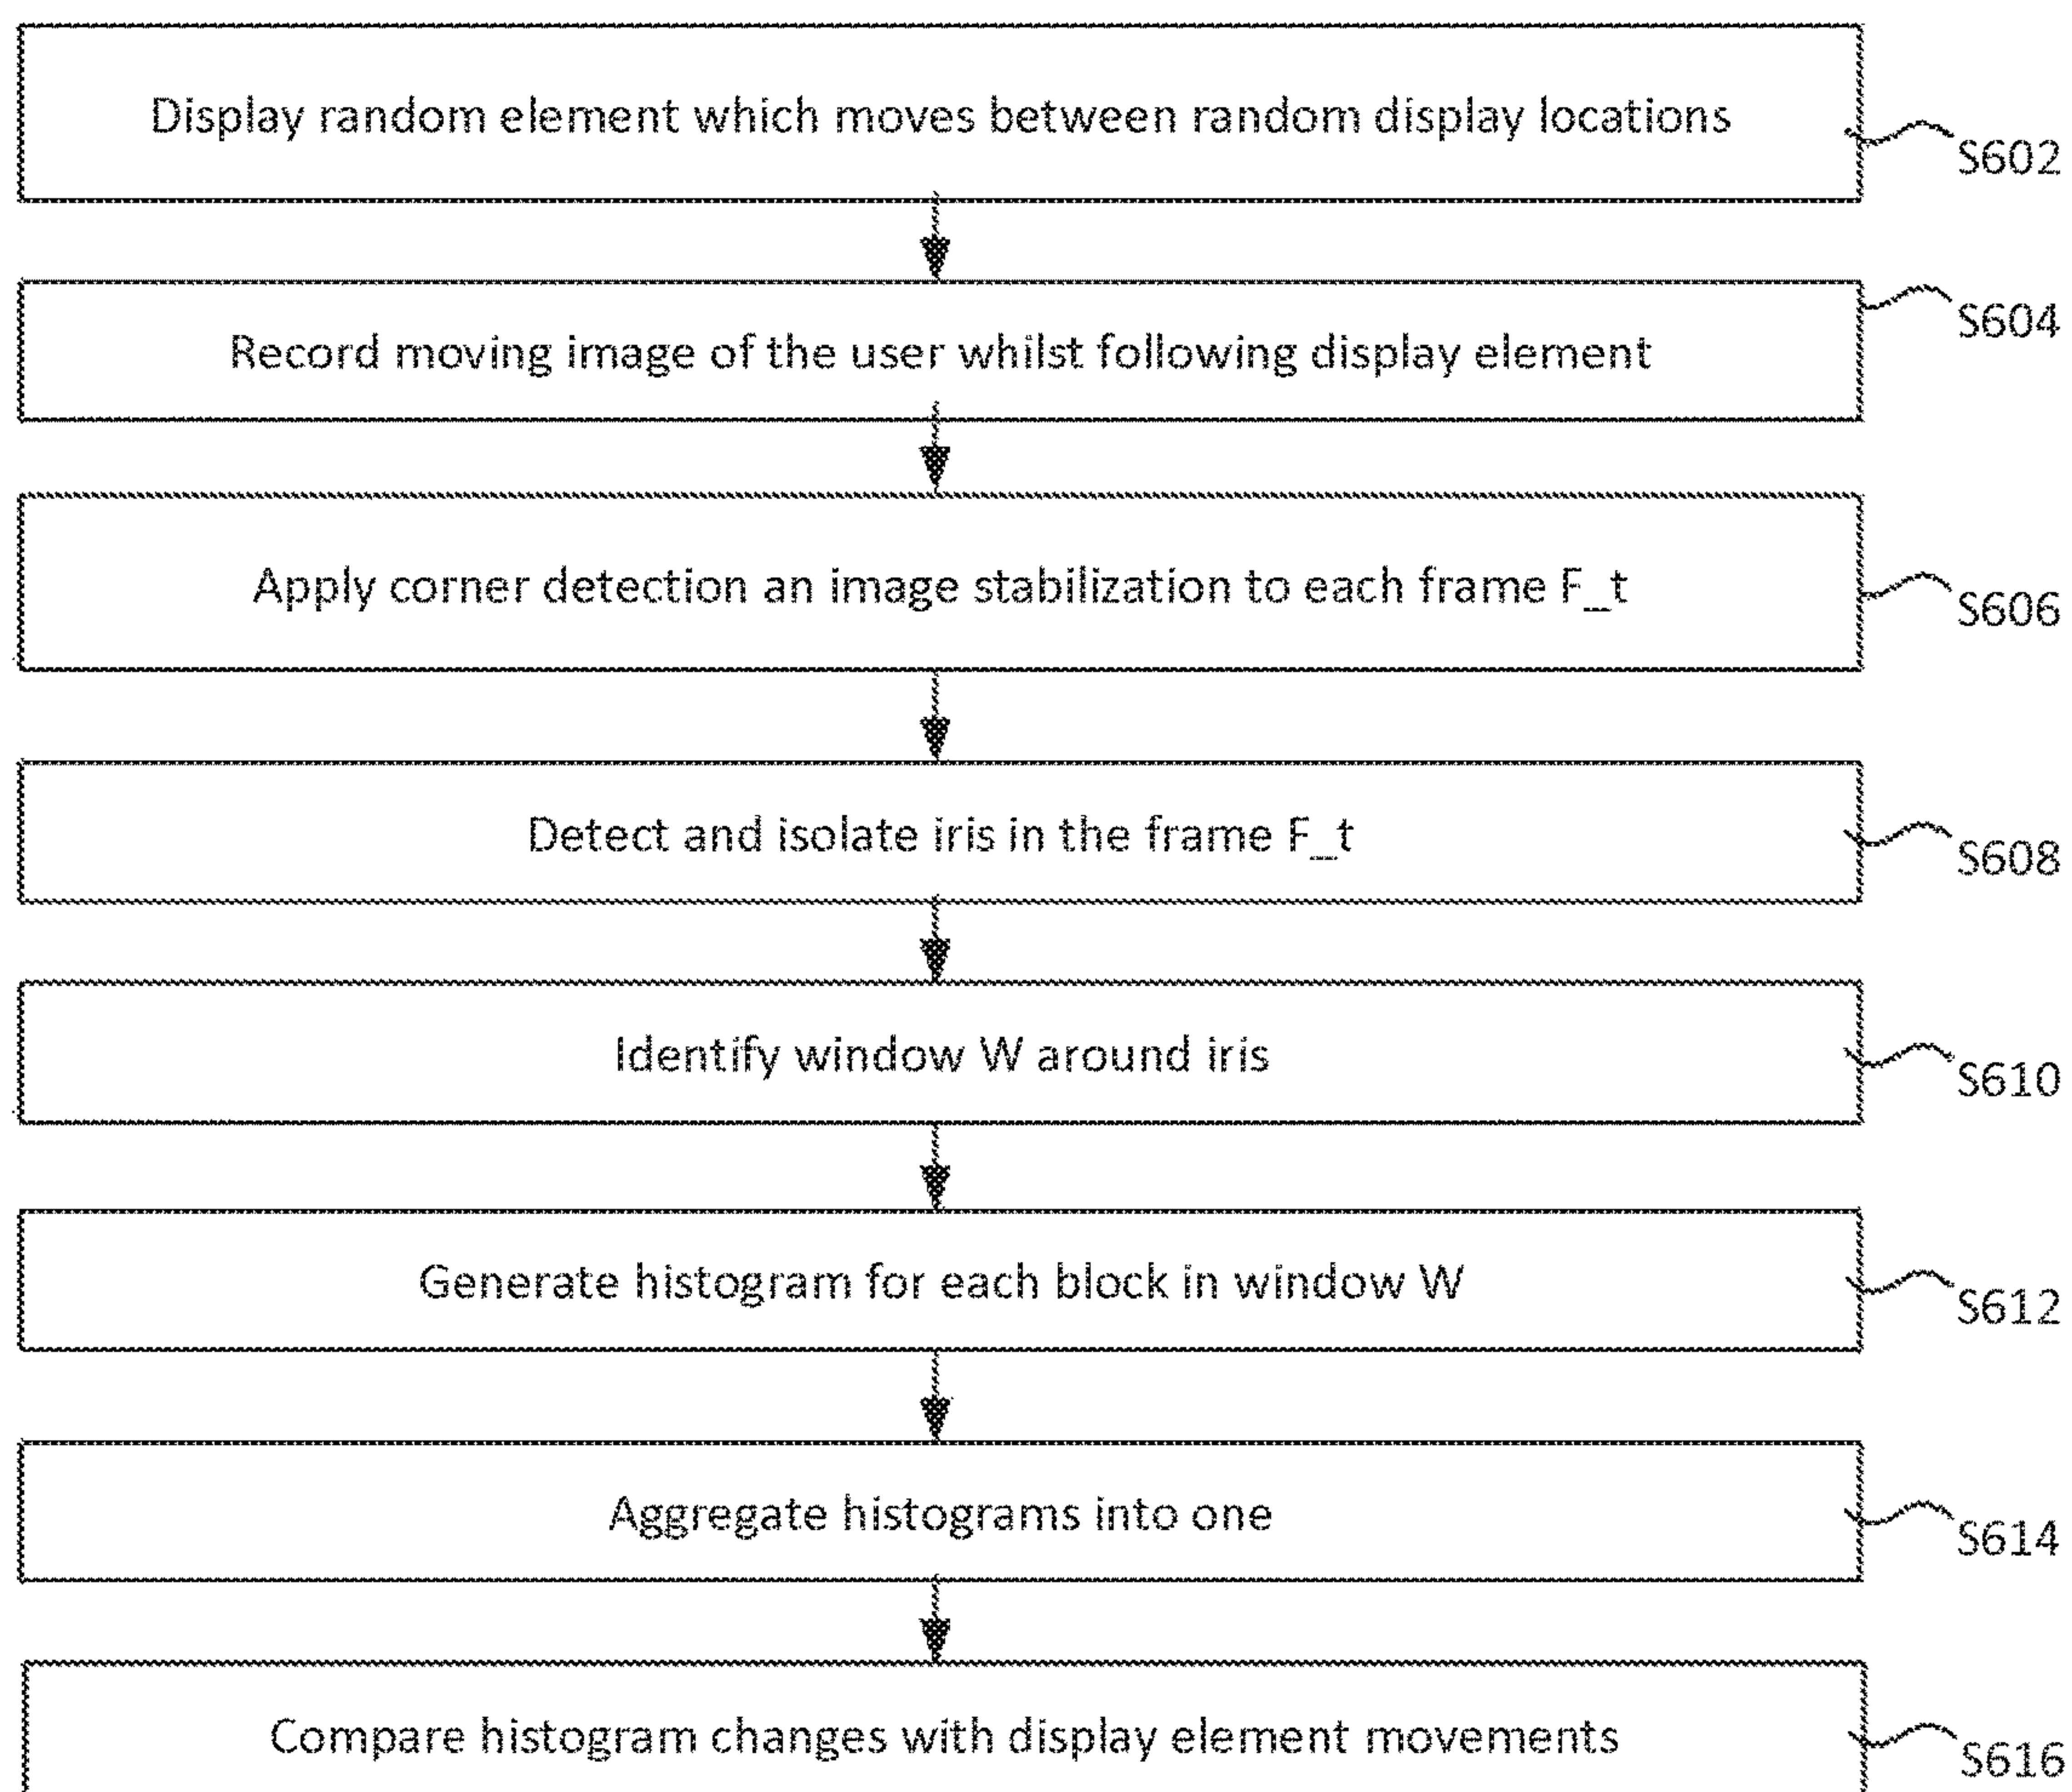 Display random element which moves between random display locations
S602
Record moving image of the user whilst following display element
S604
Apply corner detection an image stabilization to each frame F_t
S606
Detect and isolate iris in the frame F_t
S608
Identify window W around iris
S610
Generate histogram for each block in window W
S612
Aggregate histograms into one
S614
Compare histogram changes with display element movements
S616